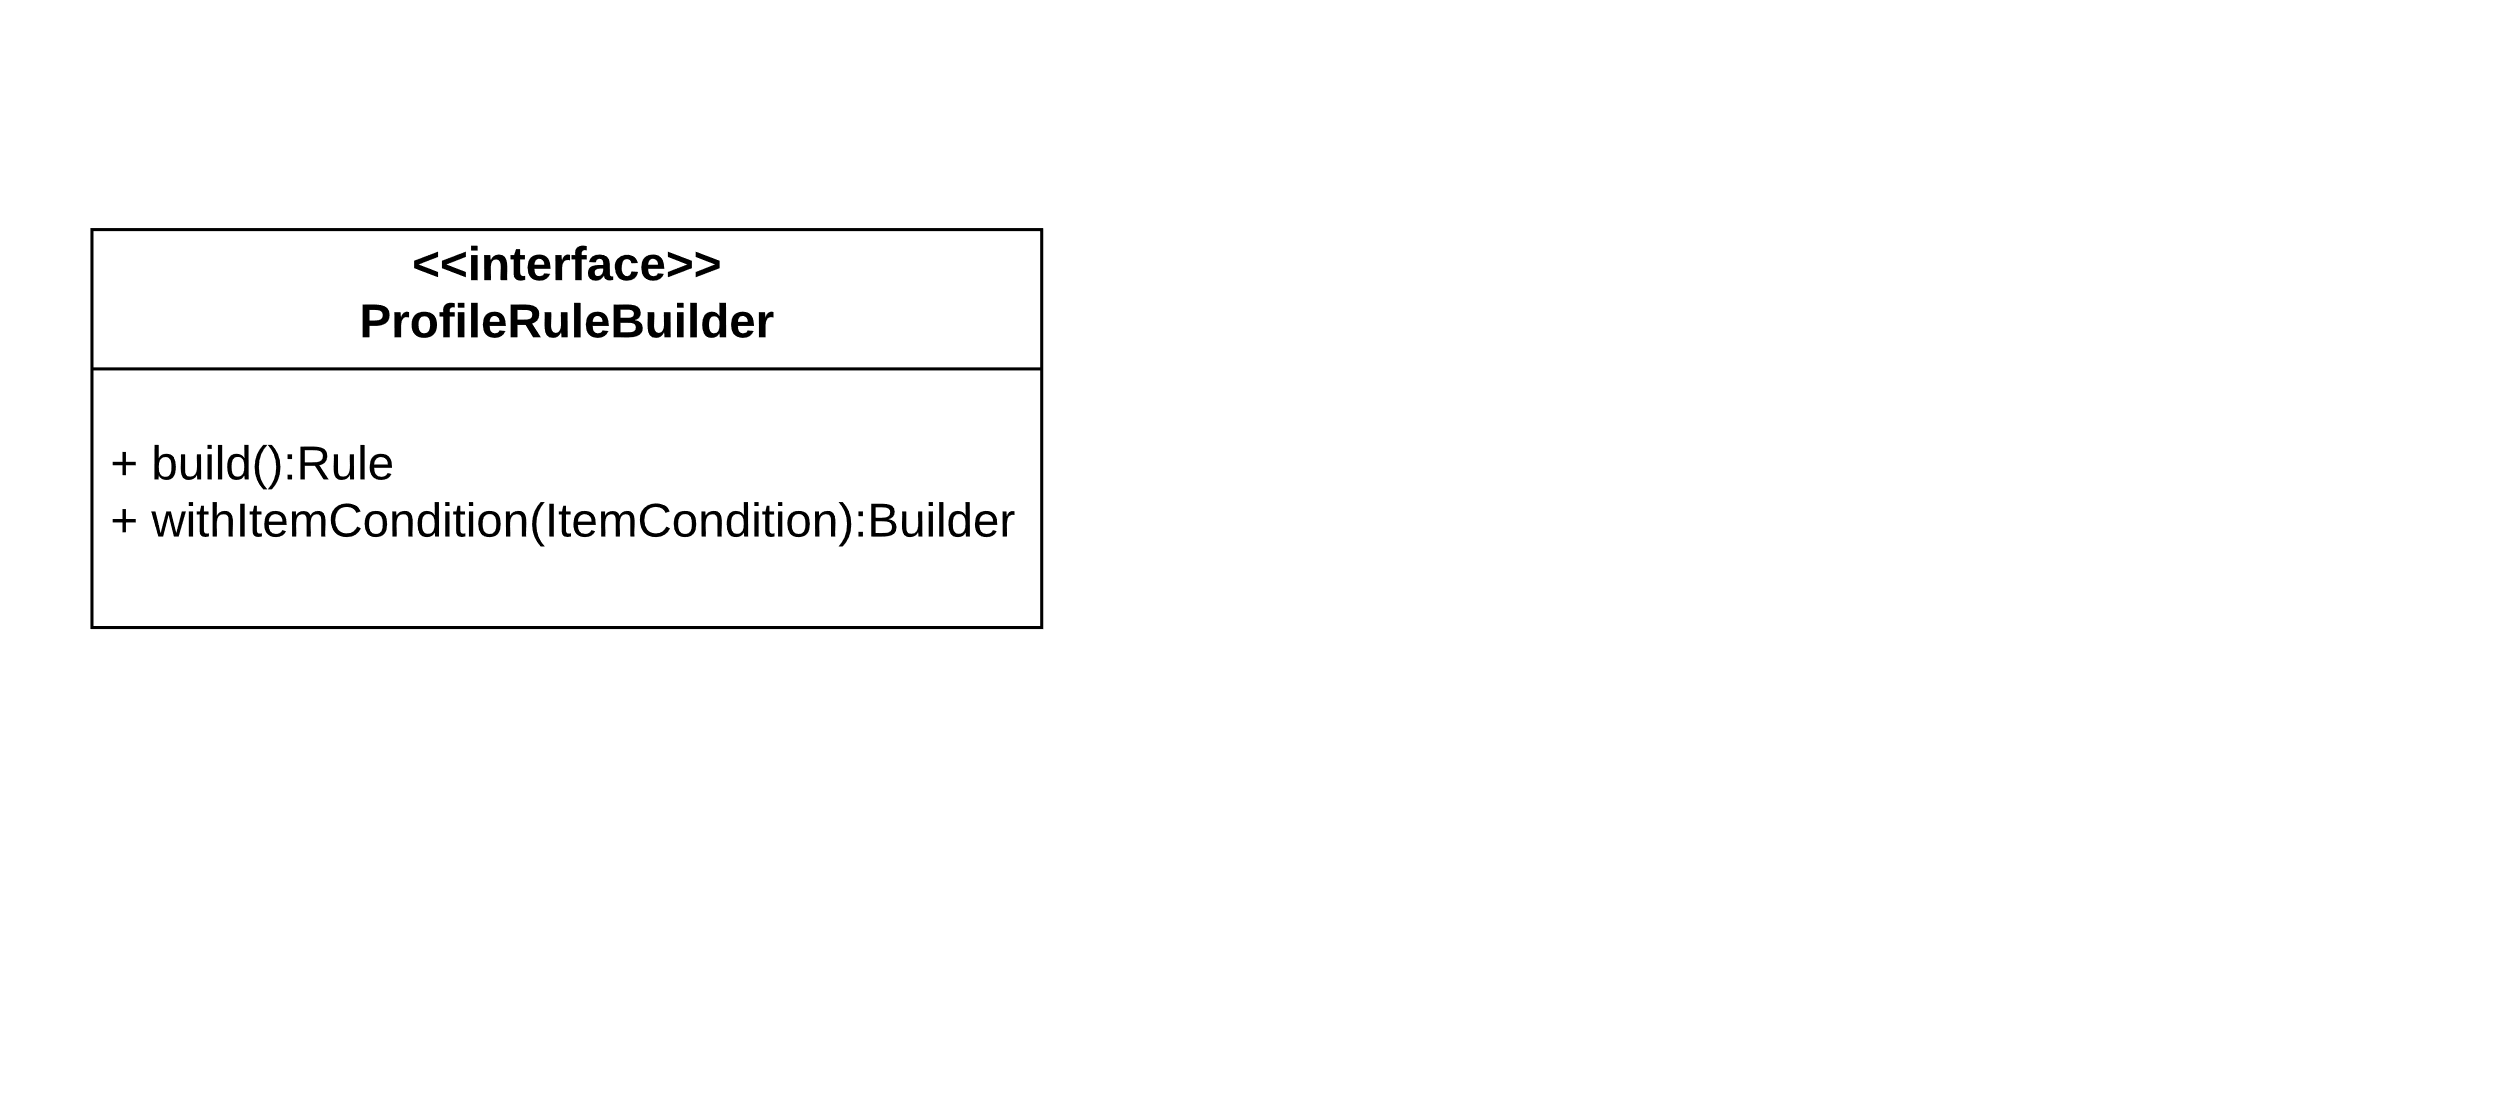 <<interface>>
ProfileRuleBuilder
+ build():Rule
+ withItemCondition(ItemCondition):Builder